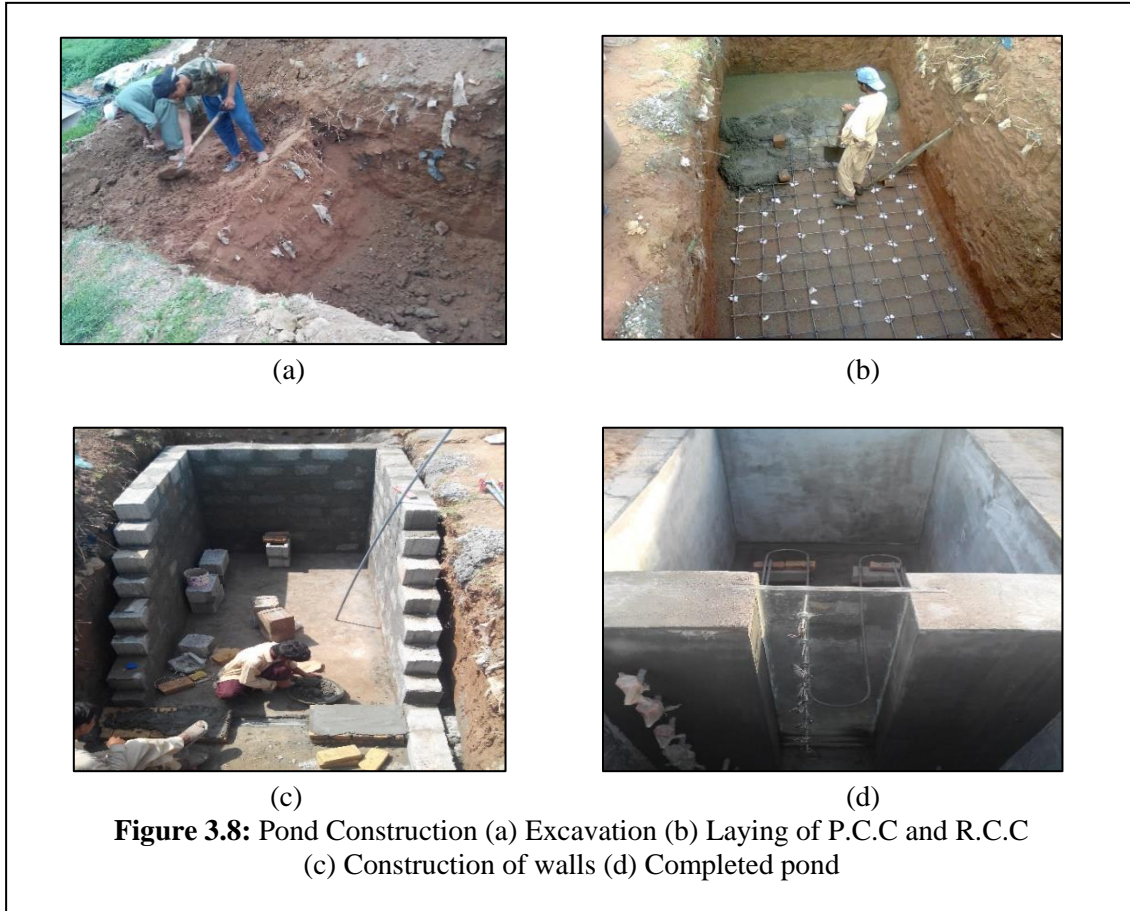 (a)
(b)
(c)
(d)
Figure 3.8: Pond Construction (a) Excavation (b) Laying of P.C.C and R.C.C
(c) Construction of walls (d) Completed pond